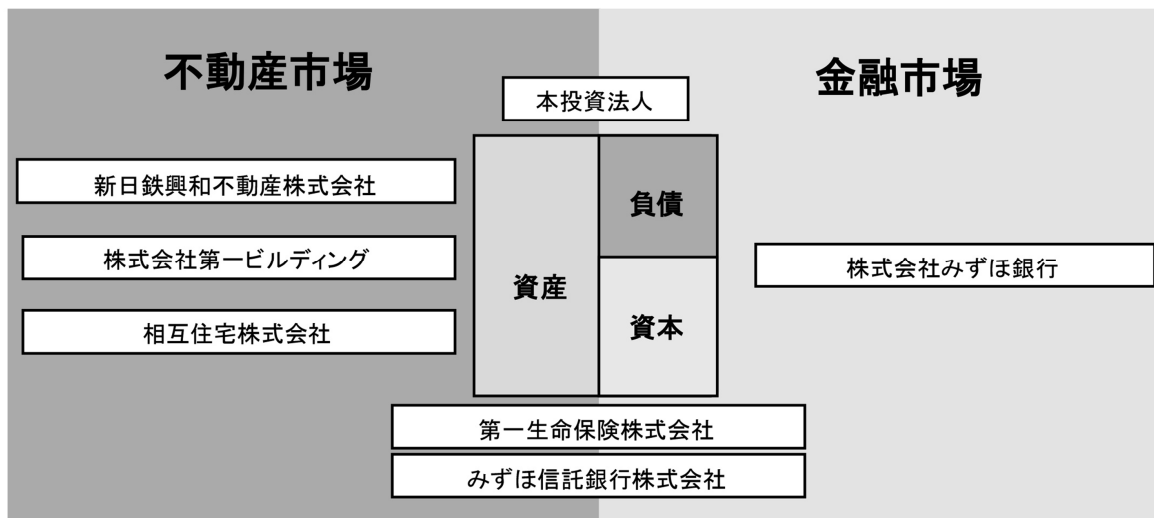 不動産市場
金融市場
本投資法人
新日鉄興和不動産株式会社
株式会社第一ビルディング
相互住宅株式会社
資産
負債
資本
株式会社みずほ銀行
第一生命保険株式会社
みずほ信託銀行株式会社